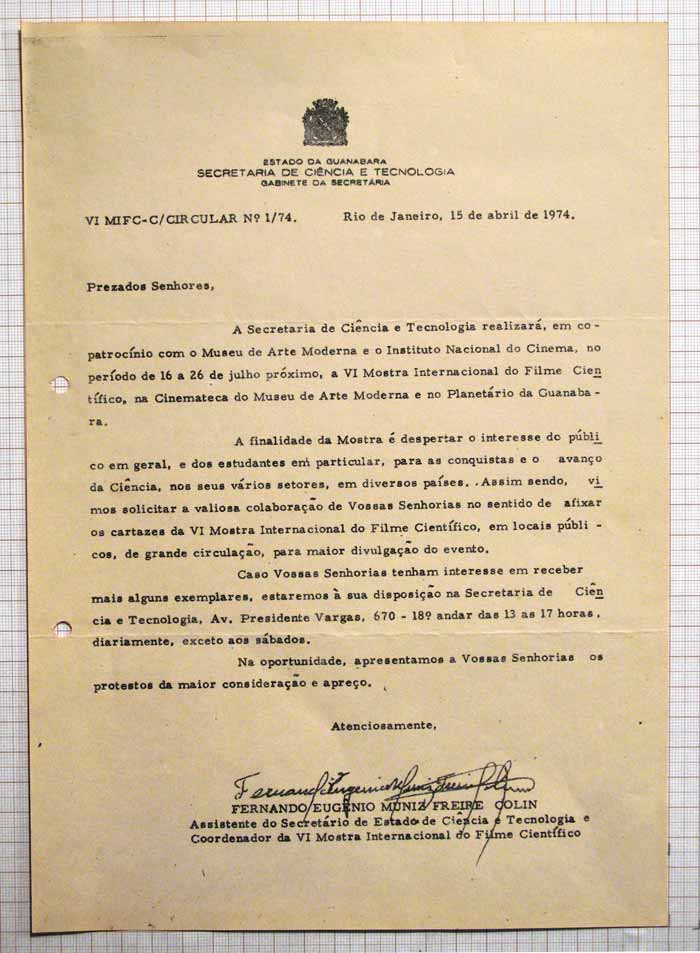 ESTADO DA GUANABARA
SECRETARIA DE CIÊNCIA E TECNOLOGIA
GABINETE DA SECRETÁRIA
VI MIFC-C/CIRCULAR Nº 1/74. Rio de Janeiro, 15 de abril de 1974.
Prezados Senhores,
A Secretaria de Ciência e Tecnologia realizará, em co-
patrocínio com o Museu de Arte Moderna e o Instituto Nacional do Cinema, no
período de 16 a 26 de julho próximo, a VI Mostra Internacional do Filme Cien
tífico, na Cinemateca do Museu de Arte Moderna e no Planetário da Guanaba-
ra.
A finalidade da Mostra é despertar o interesse do públi
co em geral, e dos estudantes em particular, para as conquistas e o avanço
da Ciência, nos seus vários setores, em diversos países. . Assim sendo, vi
mos solicitar a valiosa colaboração de Vossas Senhorias no sentido de afixar
os cartazes da VI Mostra Internacional do Filme Científico, em locais públi-
cos, de grande circulação, para maior divulgação do evento.
Caso Vossas Senhorias tenham interesse em receber
mais alguns exemplares, estaremos à sua disposição na Secretaria de Ciên
cia e Tecnologia, Av. Presidente Vargas, 670 - 18º andar das 13 as 17 horas,
diariamente, exceto aos sábados.
Na oportunidade, apresentamos a Vossas Senhorias os
protestos da maior consideração e apreço.
Atenciosamente,
Fernando Eugenio Muniz Freire Colin
FERNANDO EUGÊNIO MUNIZ FREIRE COLIN
Assistente do Secretário de Estado de Ciência e Tecnologia e
Coordenador da VI Mostra Internacional do Filme Científico